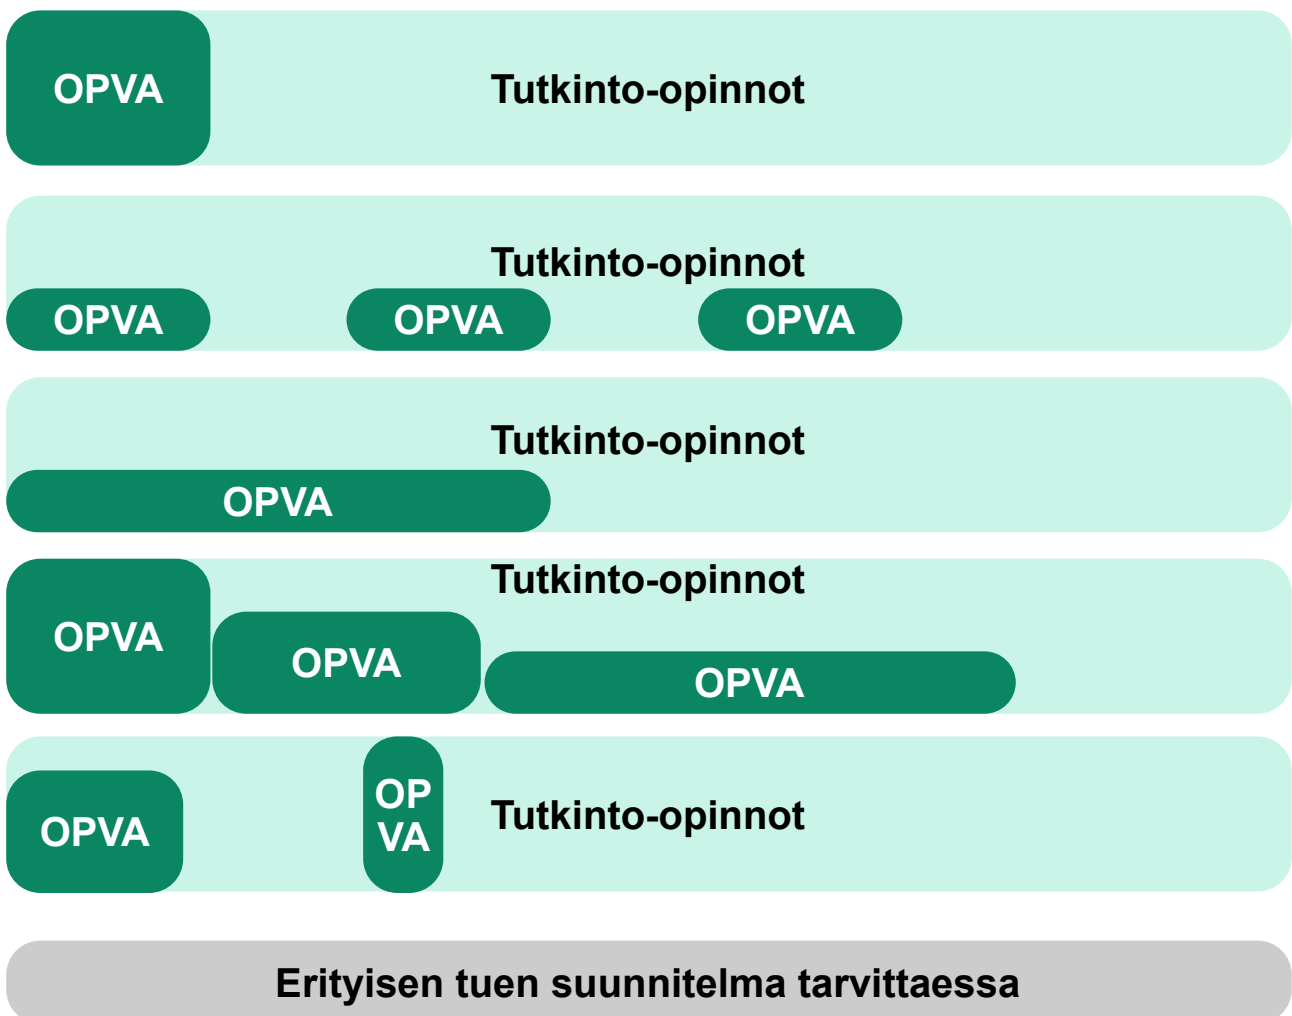 OPVA
Tutkinto-opinnot
Tutkinto-opinnot
OPVA
OPVA
OPVA
Tutkinto-opinnot
OPVA
Tutkinto-opinnot
OPVA
OPVA
OPVA
OPVA
OP
VA
Tutkinto-opinnot
Erityisen tuen suunnitelma tarvittaessa